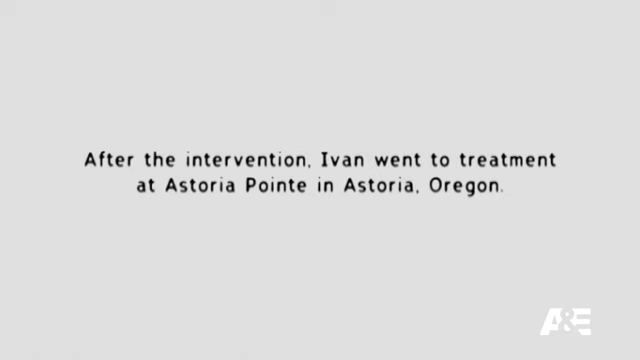 After the intervention, Ivan went to treatment
at Astoria Pointe in Astoria, Oregon.
A&E